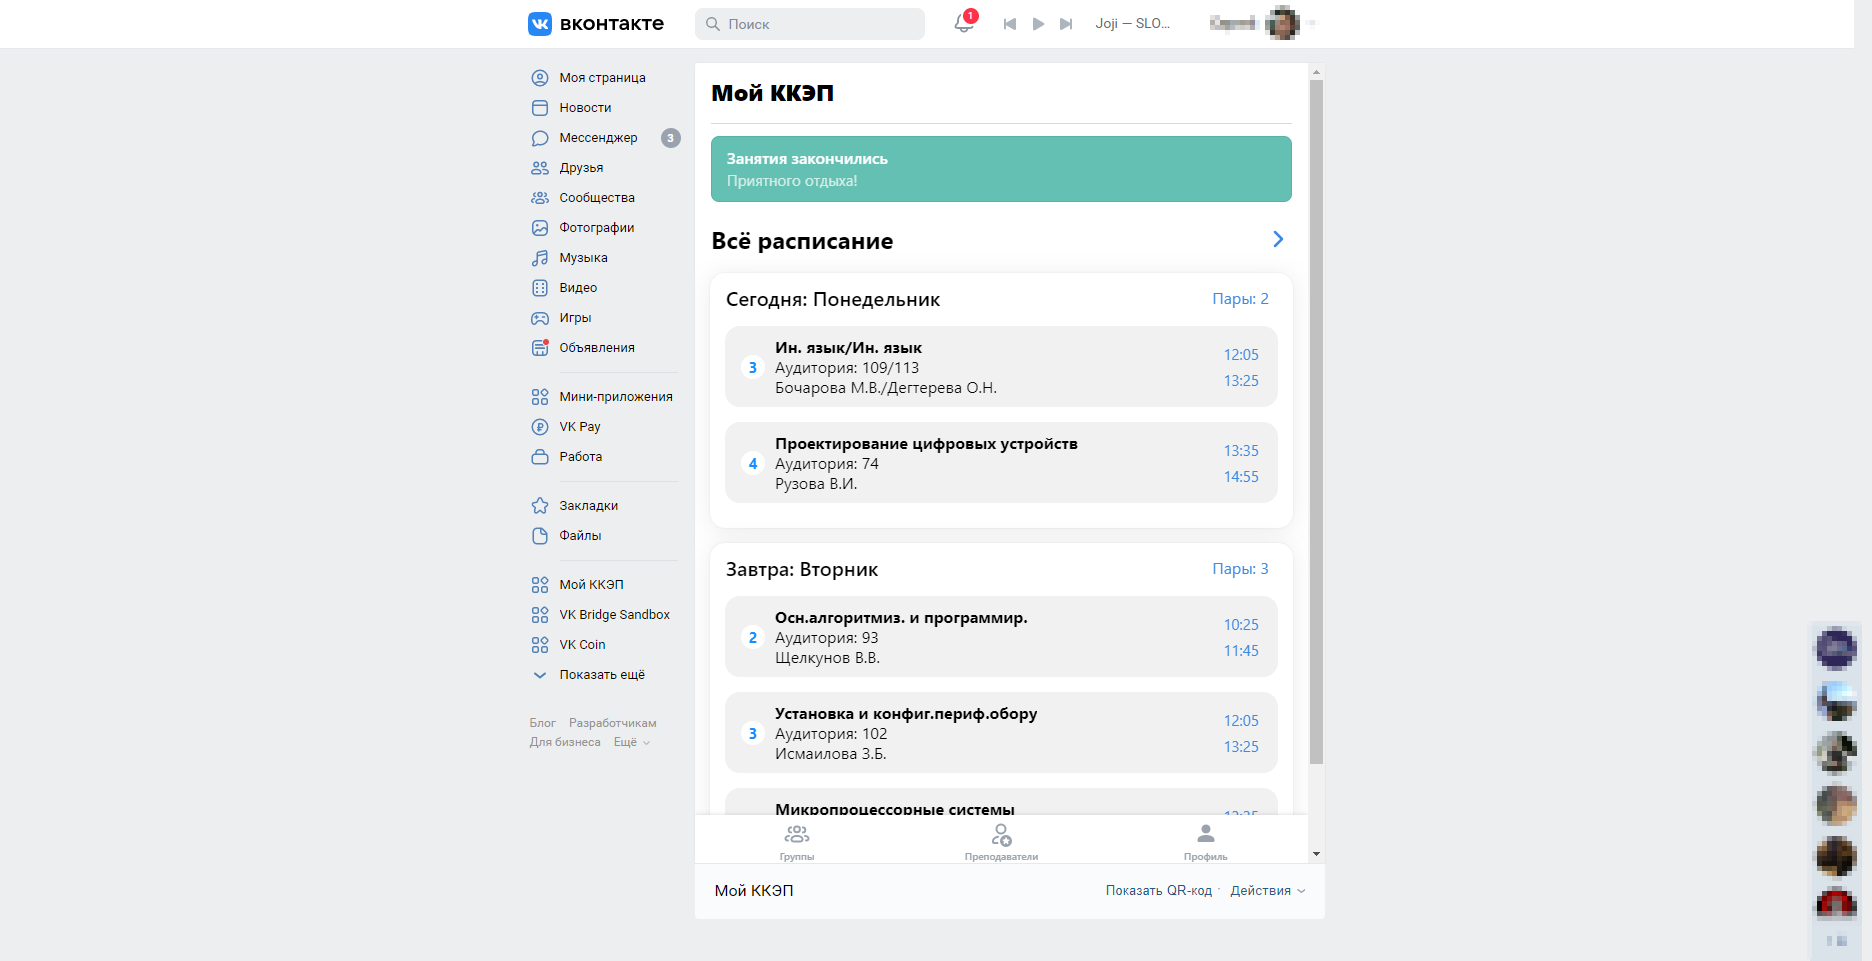 вконтакте
Поиск
1
Joji — SLO...
Моя страница
Новости
Мессенджер 3
Друзья
Сообщества
Фотографии
Музыка
Видео
Игры
Объявления
Мини-приложения
VK Pay
Работа
Закладки
Файлы
Мой ККЭП
VK Bridge Sandbox
VK Coin
Показать ещё
Блог Разработчикам
Для бизнеса Ещё
Мой ККЭП
Занятия закончились
Приятного отдыха!
Всё расписание
Сегодня: Понедельник Пары: 2
3
Ин. язык/Ин. язык
Аудитория: 109/113
Бочарова М.В./Дегтерева О.Н.
12:05
13:25
4
Проектирование цифровых устройств
Аудитория: 74
Рузова В.И.
13:35
14:55
Завтра: Вторник Пары: 3
2
Осн.алгоритмиз. и программир.
Аудитория: 93
Щелкунов В.В.
10:25
11:45
3
Установка и конфиг.периф.обору
Аудитория: 102
Исмаилова З.Б.
12:05
13:25
Микропроцессорные системы
13:35
Группы Преподаватели Профиль
Мой ККЭП Показать QR-код · Действия